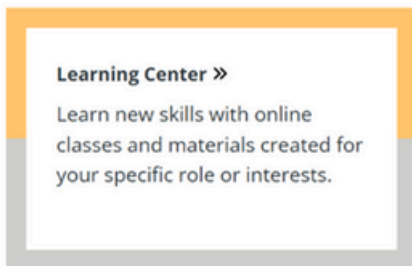 Learning Center »
Learn new skills with online
classes and materials created for
your specific role or interests.